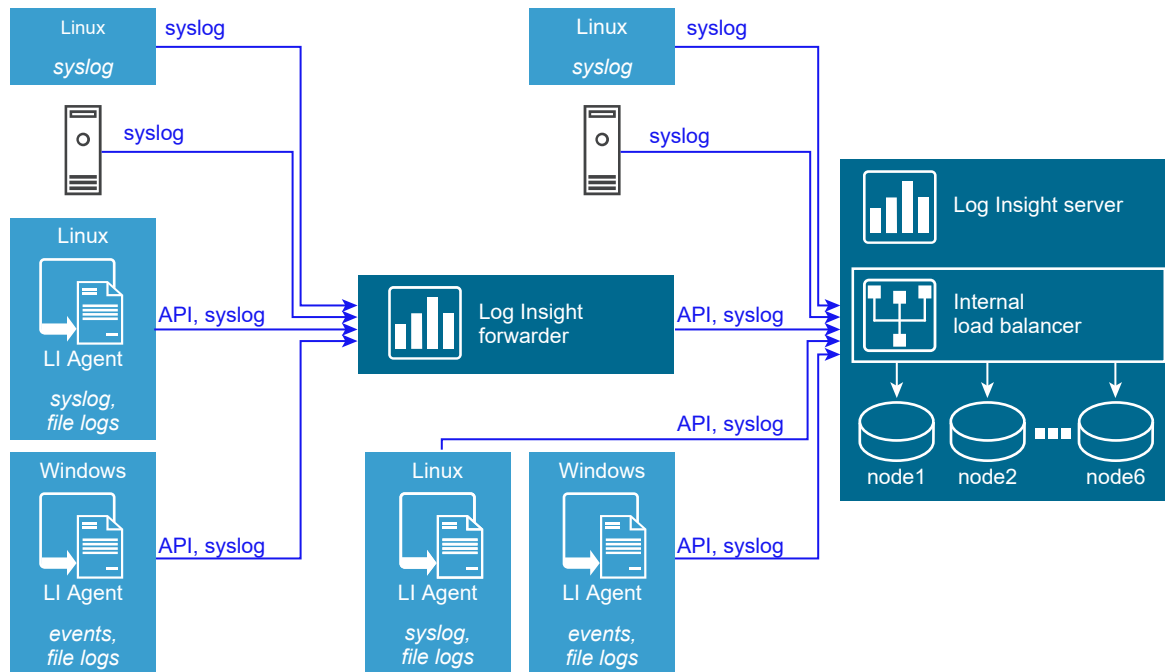 Linux
syslog
syslog
syslog
Linux
LI Agent
syslog,
file logs
API, syslog
Windows
LI Agent
events,
file logs
API, syslog
Log Insight
forwarder
API, syslog
Linux
syslog
syslog
syslog
Linux
LI Agent
syslog,
file logs
API, syslog
Windows
LI Agent
events,
file logs
API, syslog
Log Insight server
Internal
load balancer
node1
node2
node6